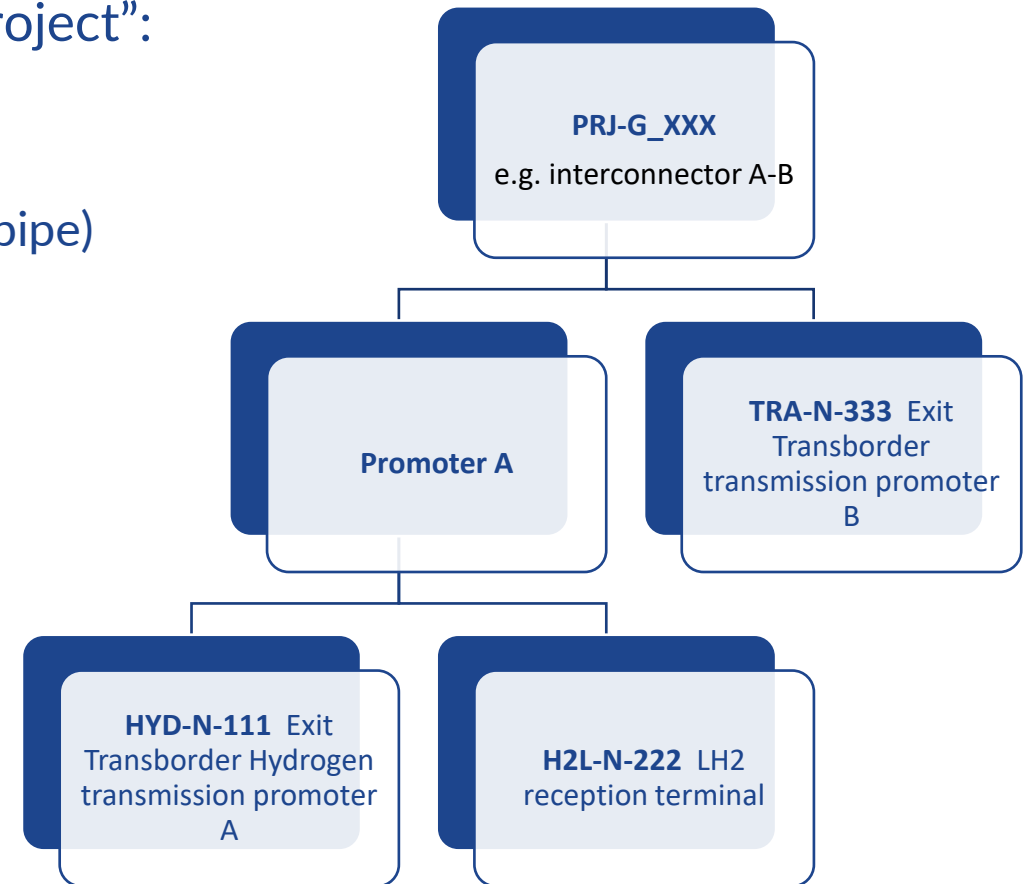 roject”:
pipe)
PRJ-G_XXX
e.g. interconnector A-B
Promoter A
TRA-N-333 Exit
Transborder
transmission promoter
B
HYD-N-111 Exit
Transborder Hydrogen
transmission promoter
A
H2L-N-222 LH2
reception terminal